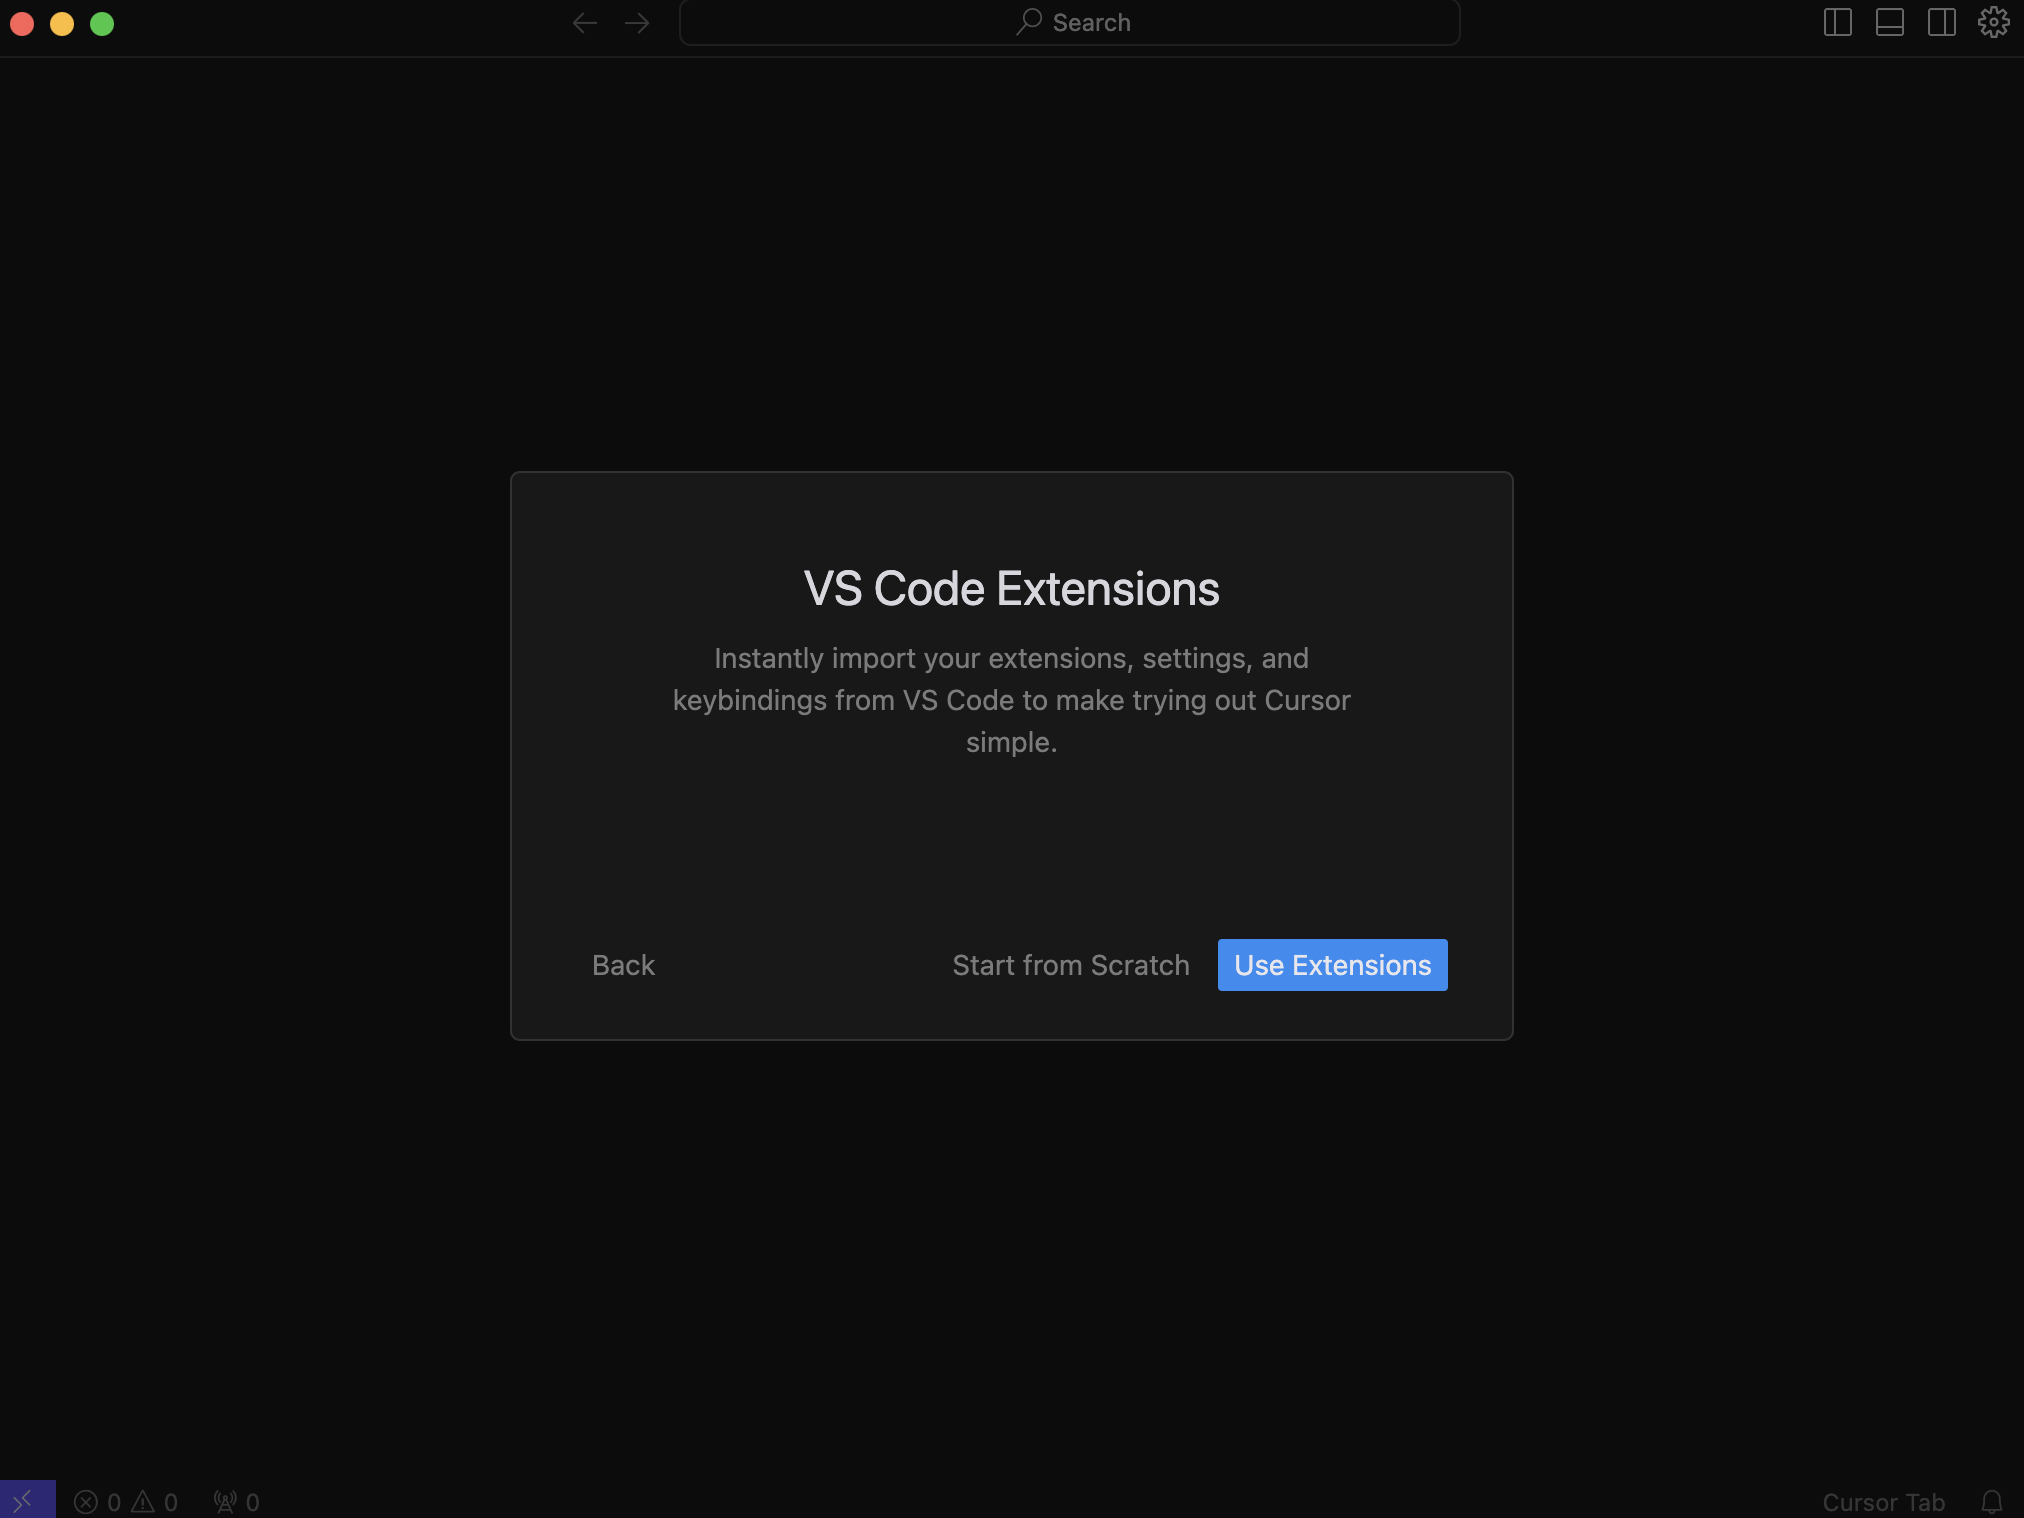 Search
VS Code Extensions
Instantly import your extensions, settings, and
keybindings from VS Code to make trying out Cursor
simple.
Back
Start from Scratch
Use Extensions
0 0 0
Cursor Tab